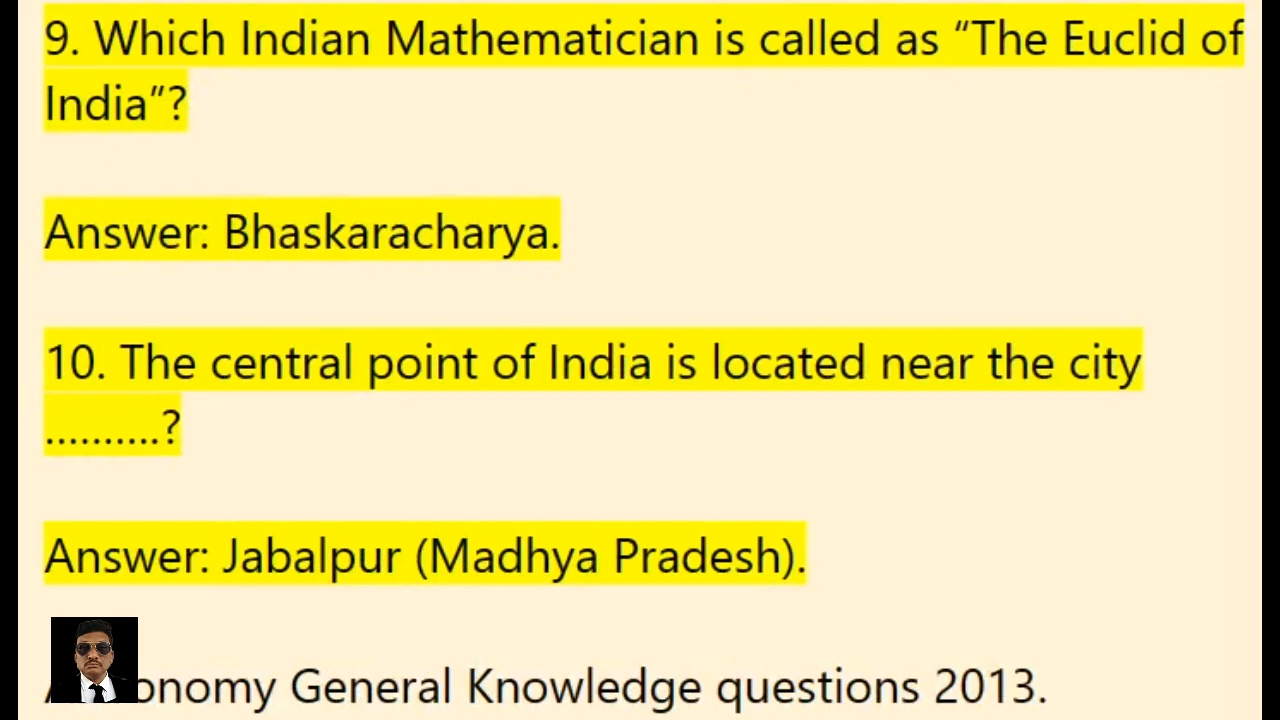 9. Which Indian Mathematician is called as “The Euclid of
India”?
Answer: Bhaskaracharya.
10. The central point of India is located near the city
..........?
Answer: Jabalpur (Madhya Pradesh).
General Knowledge questions 2013.